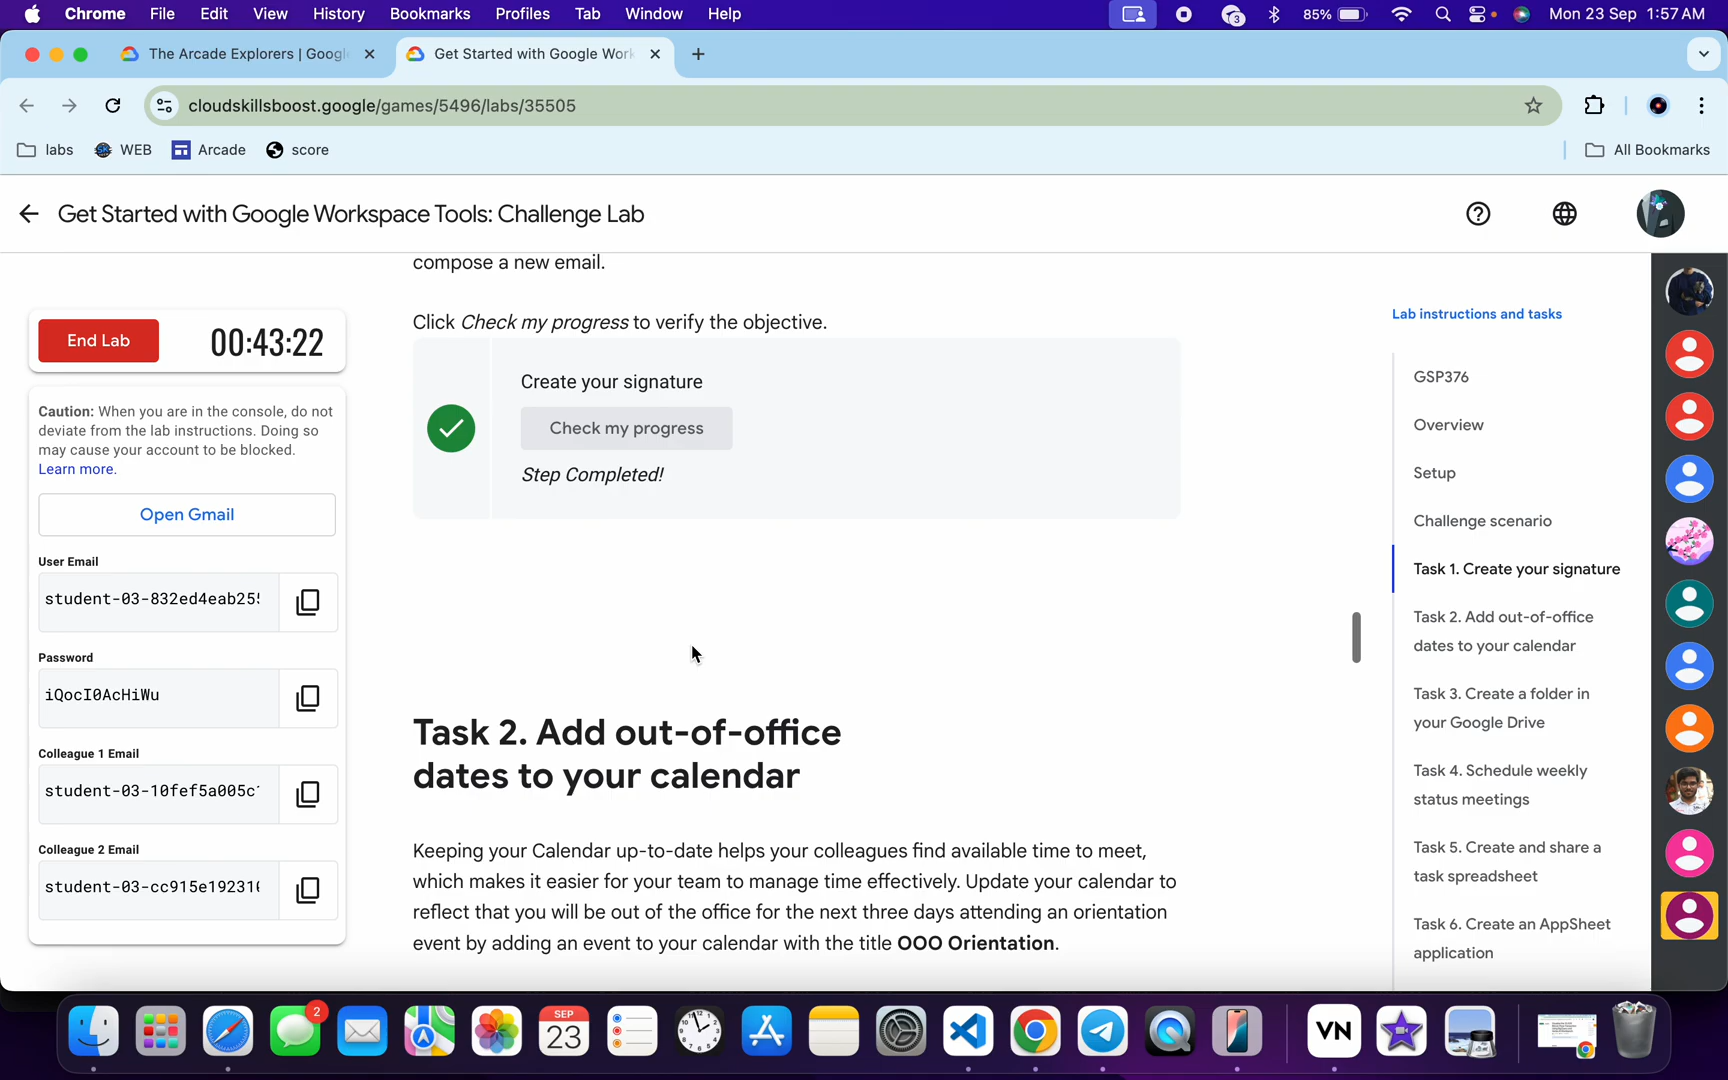 Chrome File Edit View History Bookmarks Profiles Tab Window Help 3 85% Mon 23 Sep 1:57 AM
The Arcade Explorers | Google
Get Started with Google Work
cloudskillsboost.google/games/5496/labs/35505
labs WEB Arcade score All Bookmarks
Get Started with Google Workspace Tools: Challenge Lab
End Lab
00:43:22
Caution: When you are in the console, do not
deviate from the lab instructions. Doing so
may cause your account to be blocked.
Learn more.
Open Gmail
User Email
student-03-832ed4eab25
Password
iQocI0AcHiWu
Colleague 1 Email
student-03-10fef5a005c
Colleague 2 Email
student-03-cc915e19231
compose a new email.
Click Check my progress to verify the objective.
Create your signature
Check my progress
Step Completed!
Task 2. Add out-of-office
dates to your calendar
Keeping your Calendar up-to-date helps your colleagues find available time to meet,
which makes it easier for your team to manage time effectively. Update your calendar to
reflect that you will be out of the office for the next three days attending an orientation
event by adding an event to your calendar with the title OOO Orientation.
Lab instructions and tasks
GSP376
Overview
Setup
Challenge scenario
Task 1. Create your signature
Task 2. Add out-of-office
dates to your calendar
Task 3. Create a folder in
your Google Drive
Task 4. Schedule weekly
status meetings
Task 5. Create and share a
task spreadsheet
Task 6. Create an AppSheet
application
2
SEP
23
VN